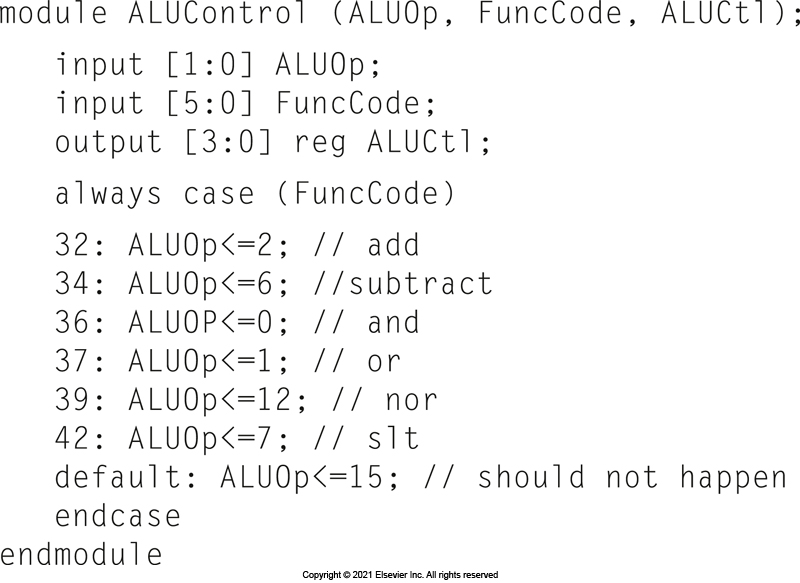 module ALUControl (ALUOp, FuncCode, ALUCtl);
input [1:0] ALUOp;
input [5:0] FuncCode;
output [3:0] reg ALUCtl;
always case (FuncCode)
32: ALUOp<=2; // add
34: ALUOp<=6; //subtract
36: ALUOP<=0; // and
37: ALUOp<=1; // or
39: ALUOp<=12; // nor
42: ALUOp<=7; // slt
default: ALUOp<=15; // should not happen
endcase
endmodule
Copyright © 2021 Elsevier Inc. All rights reserved